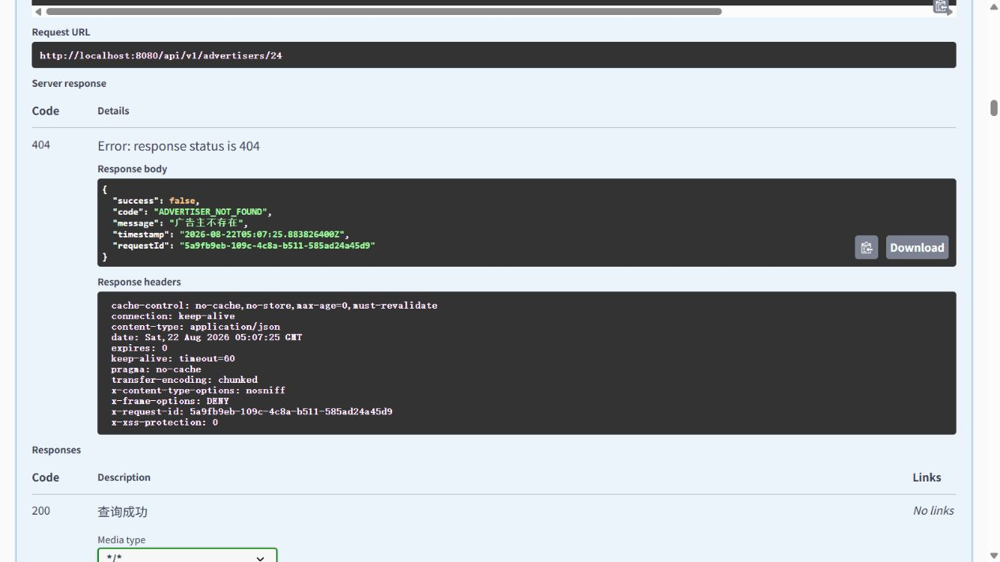 Request URL
http://localhost:8080/api/v1/advertisers/24
Server response
Code Details
404 Error: response status is 404
Response body
{
"success": false,
"code": "ADVERTISER_NOT_FOUND",
"message": "广告主不存在",
"timestamp": "2026-08-22T05:07:25.883826400Z",
"requestId": "5a9fb9eb-109c-4c8a-b511-585ad24a45d9"
}
Download
Response headers
cache-control: no-cache,no-store,max-age=0,must-revalidate
connection: keep-alive
content-type: application/json
date: Sat,22 Aug 2026 05:07:25 GMT
expires: 0
keep-alive: timeout=60
pragma: no-cache
transfer-encoding: chunked
x-content-type-options: nosniff
x-frame-options: DENY
x-request-id: 5a9fb9eb-109c-4c8a-b511-585ad24a45d9
x-xss-protection: 0
Responses
Code Description Links
200 查询成功 No links
Media type
*/*